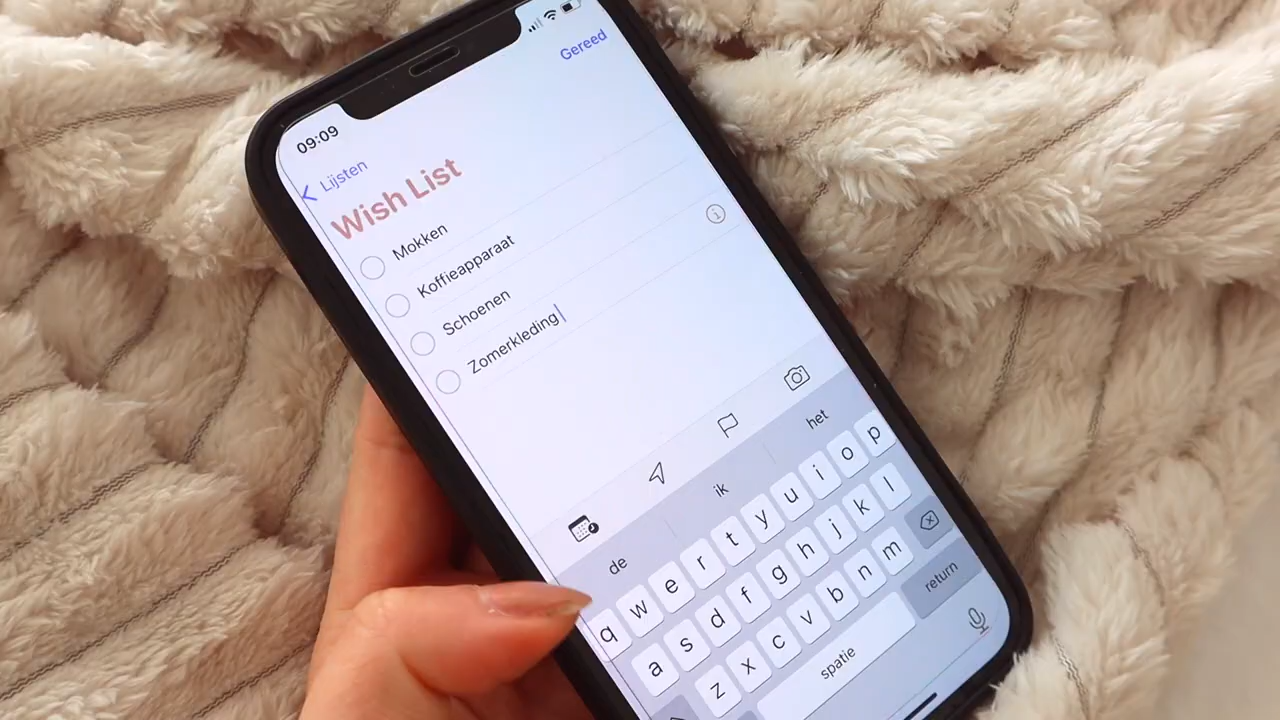 09:09
Gereed
Lijsten
Wish List
Mokken
Koffieapparaat
Schoenen
Zomerkleding
de ik het
q w e r t y u i o p
a s d f g h j k l
z x c v b n m
spatie return